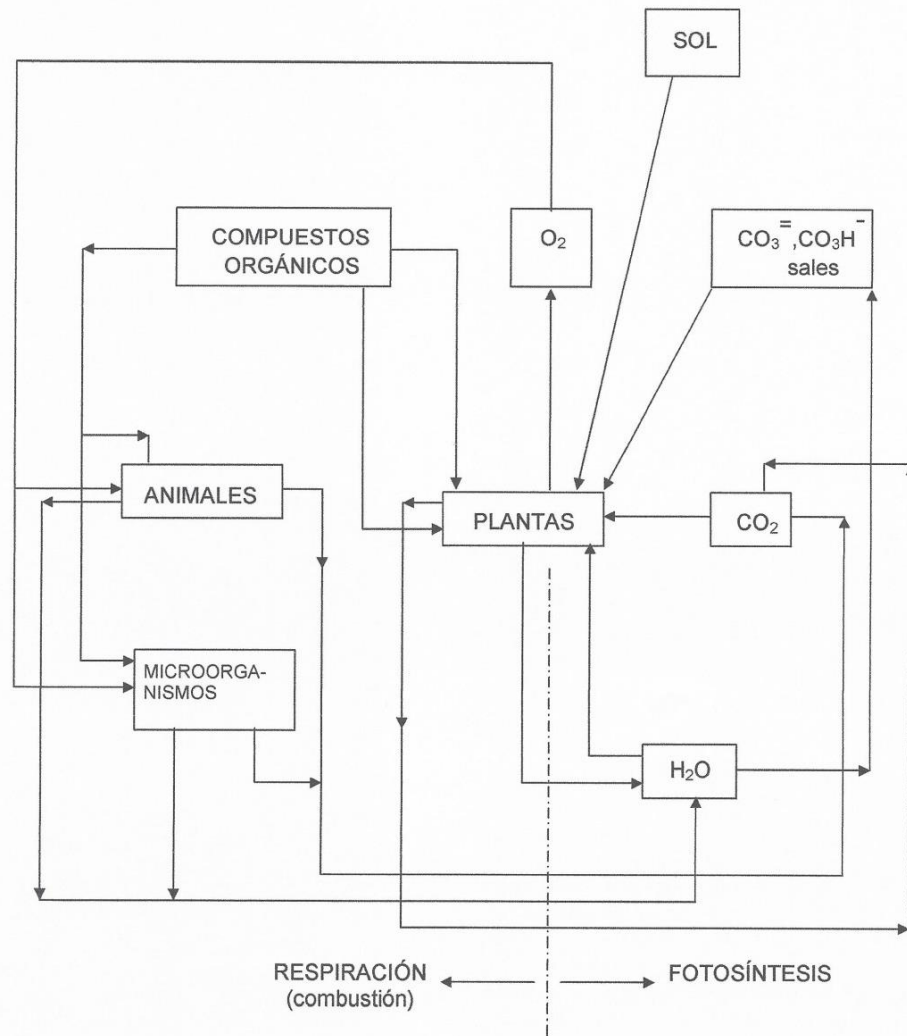 SOL
COMPUESTOS
ORGÁNICOS
O₂
CO₃⁼,CO₃H⁻
sales
ANIMALES
PLANTAS
CO₂
MICROORGA-
NISMOS
H₂O
RESPIRACIÓN
(combustión)
FOTOSÍNTESIS